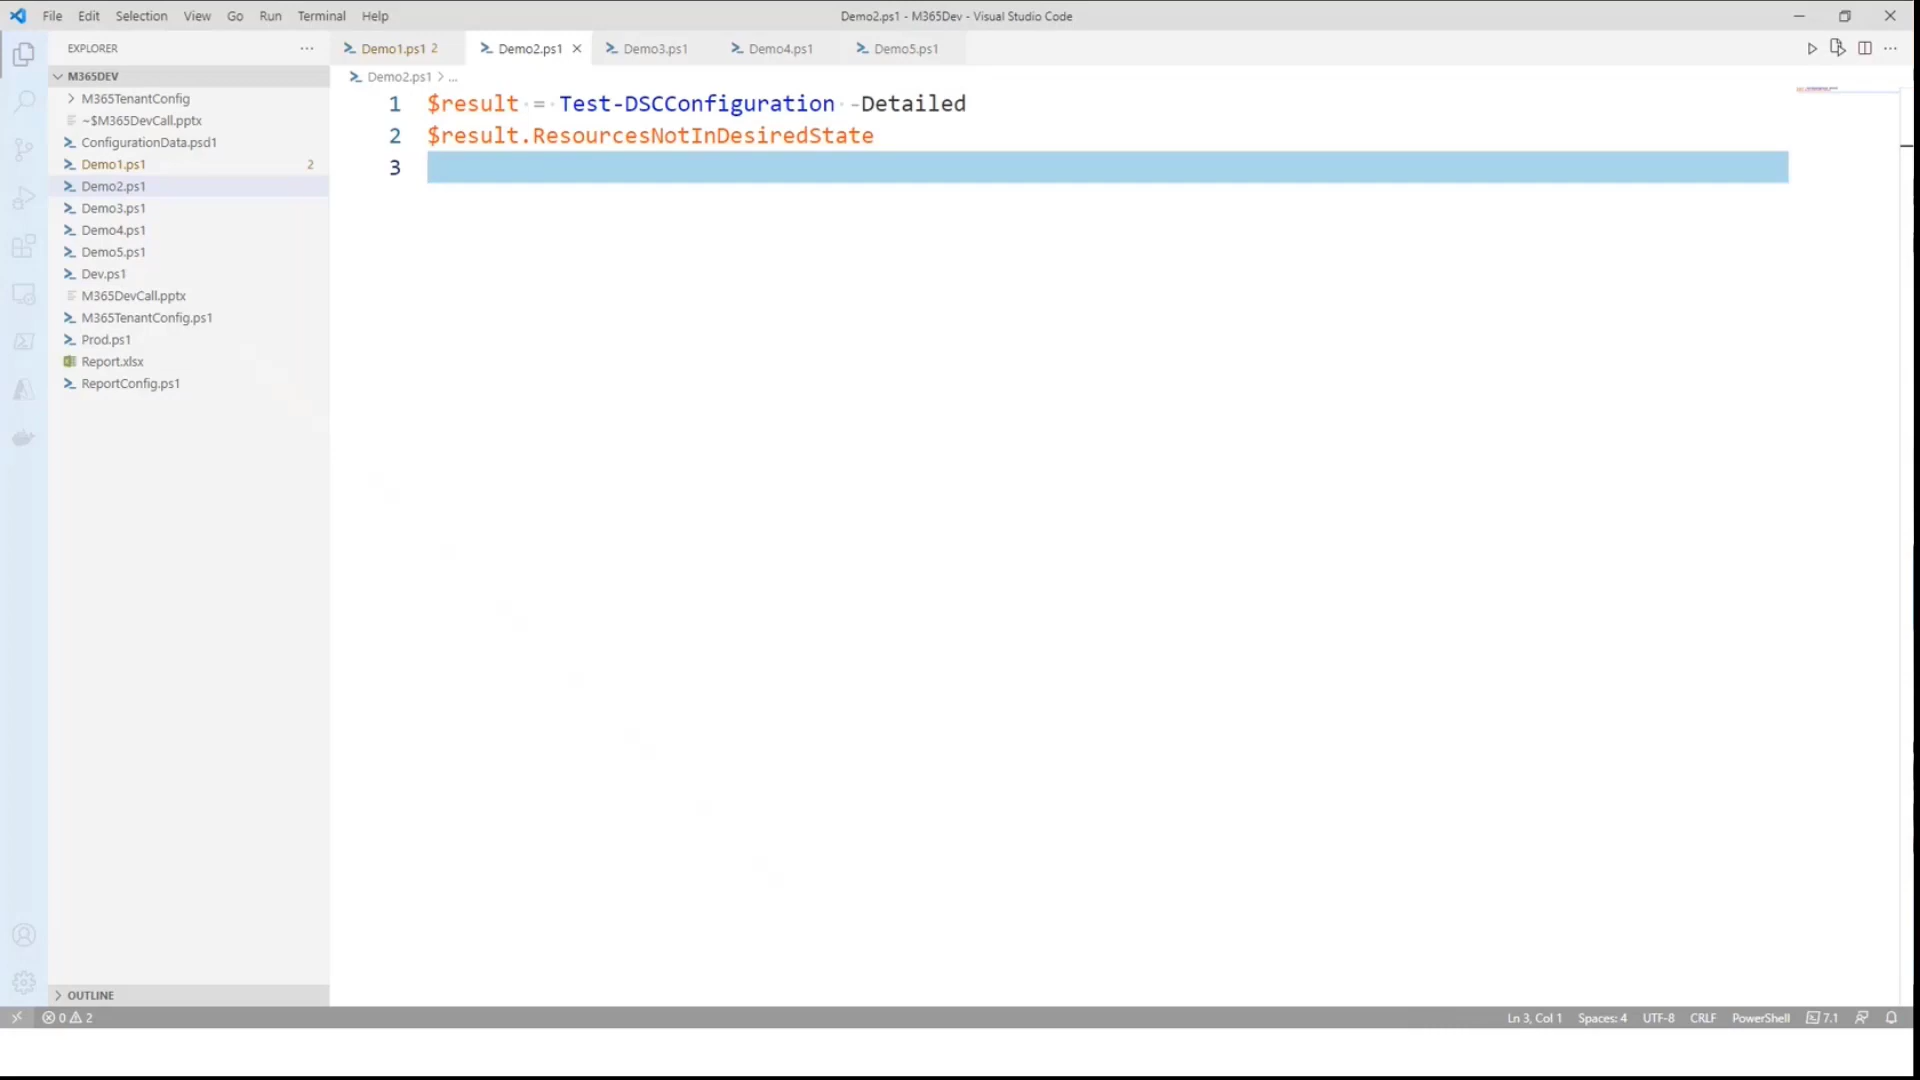 File Edit Selection View Go Run Terminal Help
Demo2.ps1 - M365Dev - Visual Studio Code
EXPLORER
Demo1.ps1 2
Demo2.ps1
Demo3.ps1
Demo4.ps1
Demo5.ps1
M365DEV
M365TenantConfig
~$M365DevCall.pptx
ConfigurationData.psd1
Demo1.ps1 2
Demo2.ps1
Demo3.ps1
Demo4.ps1
Demo5.ps1
Dev.ps1
M365DevCall.pptx
M365TenantConfig.ps1
Prod.ps1
Report.xlsx
ReportConfig.ps1
OUTLINE
Demo2.ps1 > ...
1 $result = Test-DSCConfiguration -Detailed
2 $result.ResourcesNotInDesiredState
3
0 2
Ln 3, Col 1 Spaces: 4 UTF-8 CRLF PowerShell 7.1